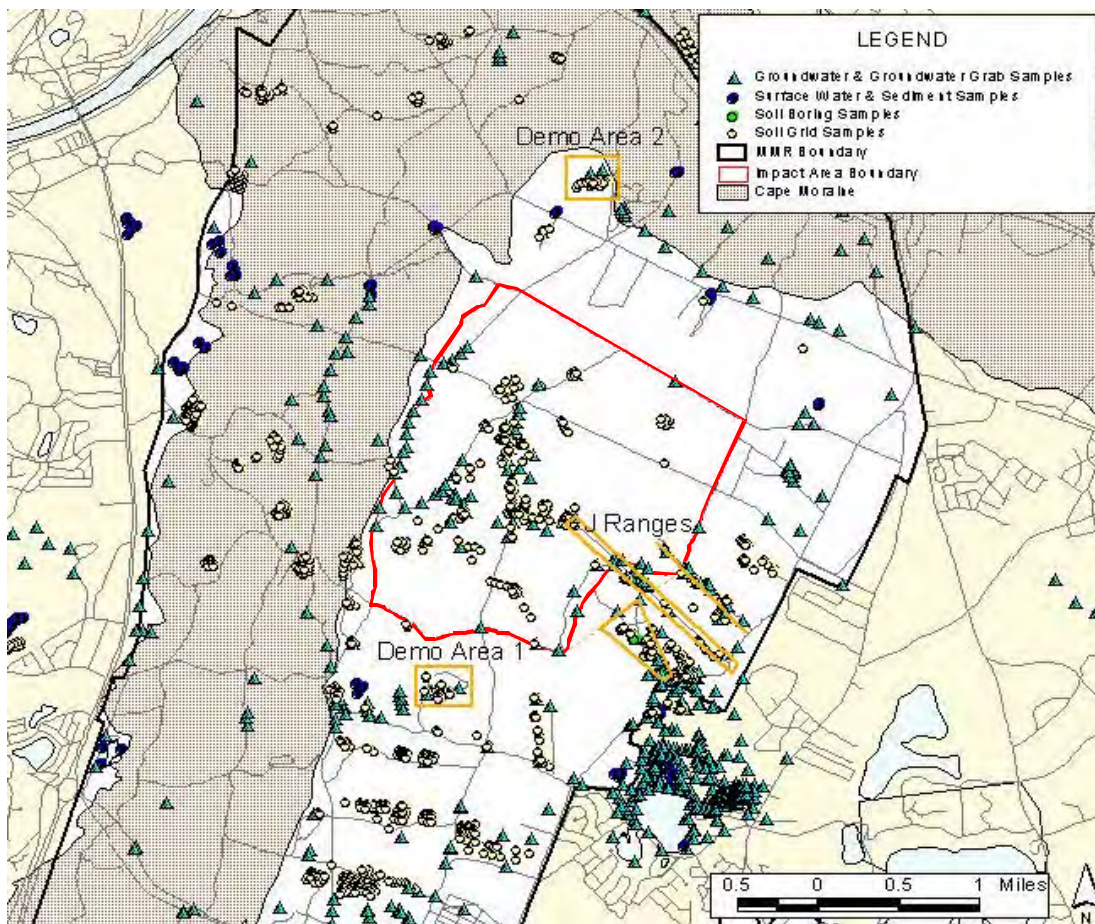 LEGEND
Groundwater & Groundwater Grab Samples
Surface Water & Sediment Samples
Soil Boring Samples
Soil Grid Samples
MMR Boundary
Impact Area Boundary
Cape Moraine
Demo Area 2
J Ranges
Demo Area 1
0.5 0 0.5 1 Miles
N